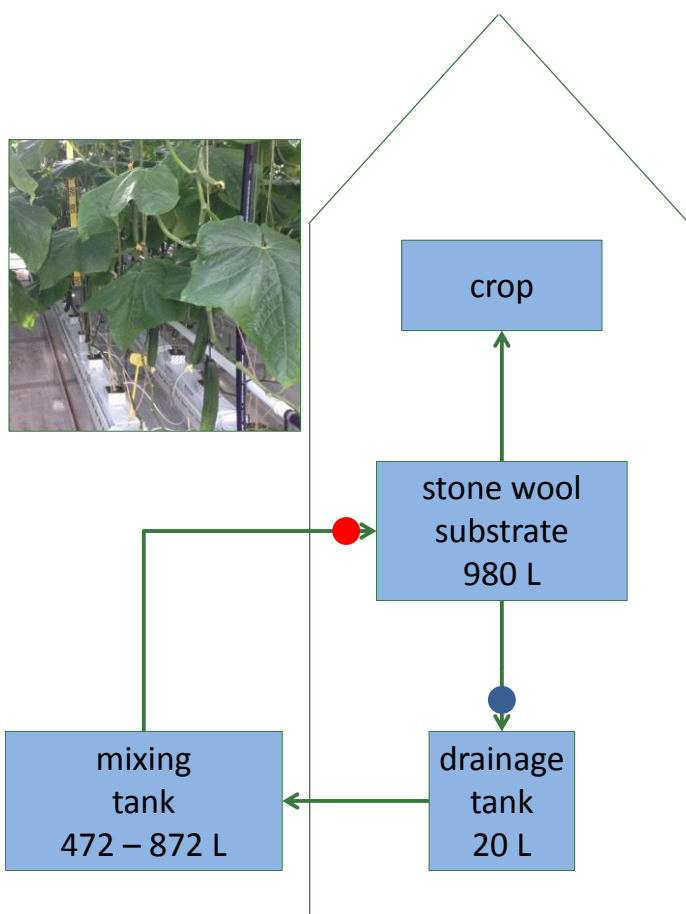 crop
stone wool
substrate
980 L
mixing
tank
472 – 872 L
drainage
tank
20 L